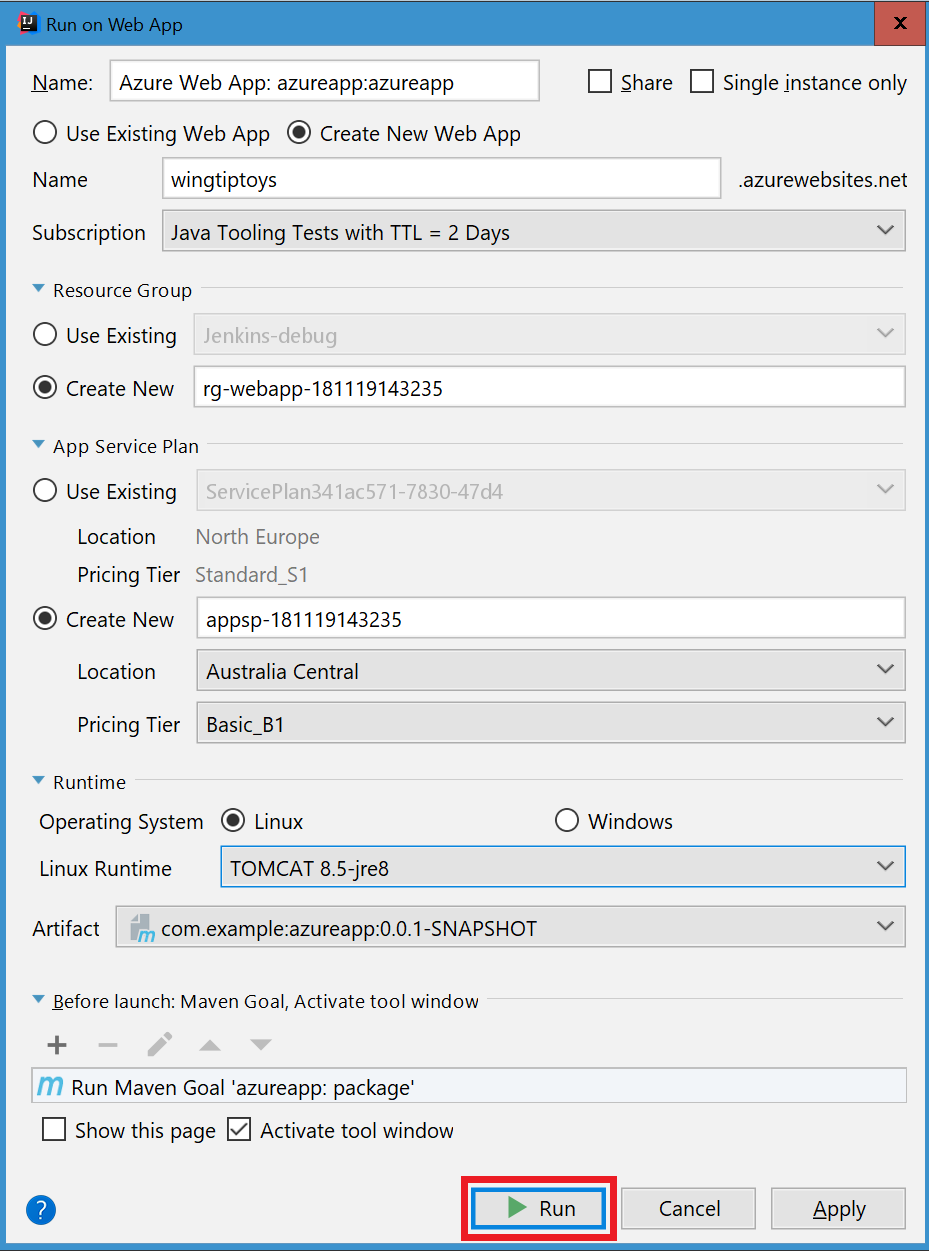 IJ Run on Web App x
Name: Azure Web App: azureapp:azureapp Share Single instance only
Use Existing Web App Create New Web App
Name wingtiptoys .azurewebsites.net
Subscription Java Tooling Tests with TTL = 2 Days
Resource Group
Use Existing Jenkins-debug
Create New rg-webapp-181119143235
App Service Plan
Use Existing ServicePlan341ac571-7830-47d4
Location North Europe
Pricing Tier Standard_S1
Create New appsp-181119143235
Location Australia Central
Pricing Tier Basic_B1
Runtime
Operating System Linux Windows
Linux Runtime TOMCAT 8.5-jre8
Artifact m com.example:azureapp:0.0.1-SNAPSHOT
Before launch: Maven Goal, Activate tool window
m Run Maven Goal 'azureapp: package'
Show this page Activate tool window
? Run Cancel Apply